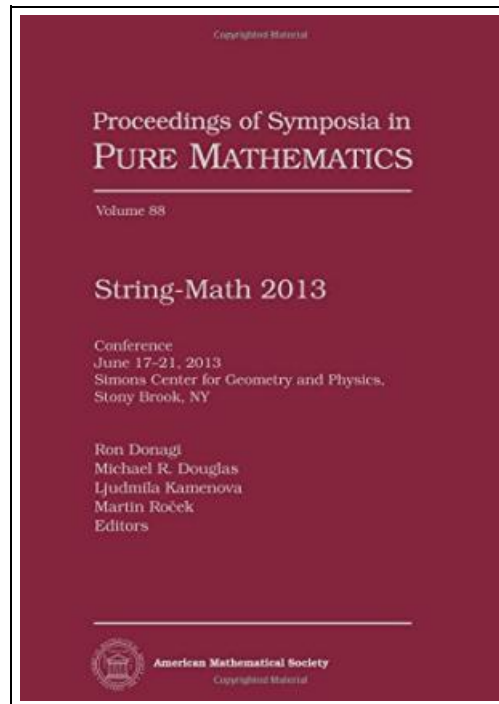 Copyrighted Material
Proceedings of Symposia in
PURE MATHEMATICS
Volume 88
String-Math 2013
Conference
June 17–21, 2013
Simons Center for Geometry and Physics,
Stony Brook, NY
Ron Donagi
Michael R. Douglas
Ljudmila Kamenova
Martin Roček
Editors
American Mathematical Society
Copyrighted Material